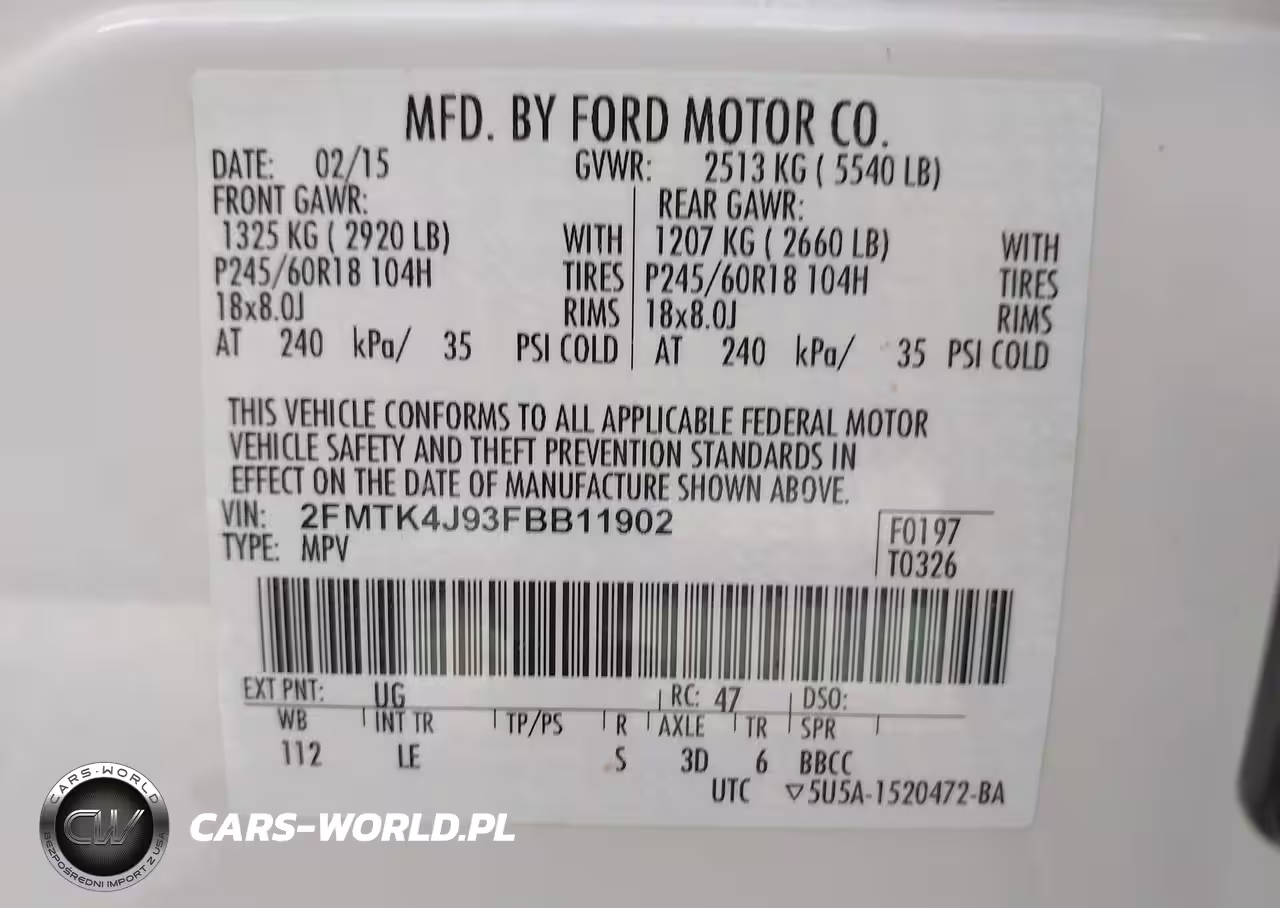 MFD. BY FORD MOTOR CO.
DATE: 02/15 GVWR: 2513 KG ( 5540 LB)
FRONT GAWR: REAR GAWR:
1325 KG ( 2920 LB) WITH 1207 KG ( 2660 LB) WITH
P245/60R18 104H TIRES P245/60R18 104H TIRES
18x8.0J RIMS 18x8.0J RIMS
AT 240 kPa/ 35 PSI COLD AT 240 kPa/ 35 PSI COLD
THIS VEHICLE CONFORMS TO ALL APPLICABLE FEDERAL MOTOR
VEHICLE SAFETY AND THEFT PREVENTION STANDARDS IN
EFFECT ON THE DATE OF MANUFACTURE SHOWN ABOVE.
VIN: 2FMTK4J93FBB11902
TYPE: MPV
F0197
T0326
EXT PNT: UG RC: 47 DSO:
WB INT TR TP/PS R AXLE TR SPR
112 LE S 3D 6 BBCC
UTC ▽5U5A-1520472-BA
CARS-WORLD
CW
BEZPOŚREDNI IMPORT Z USA
CARS-WORLD.PL